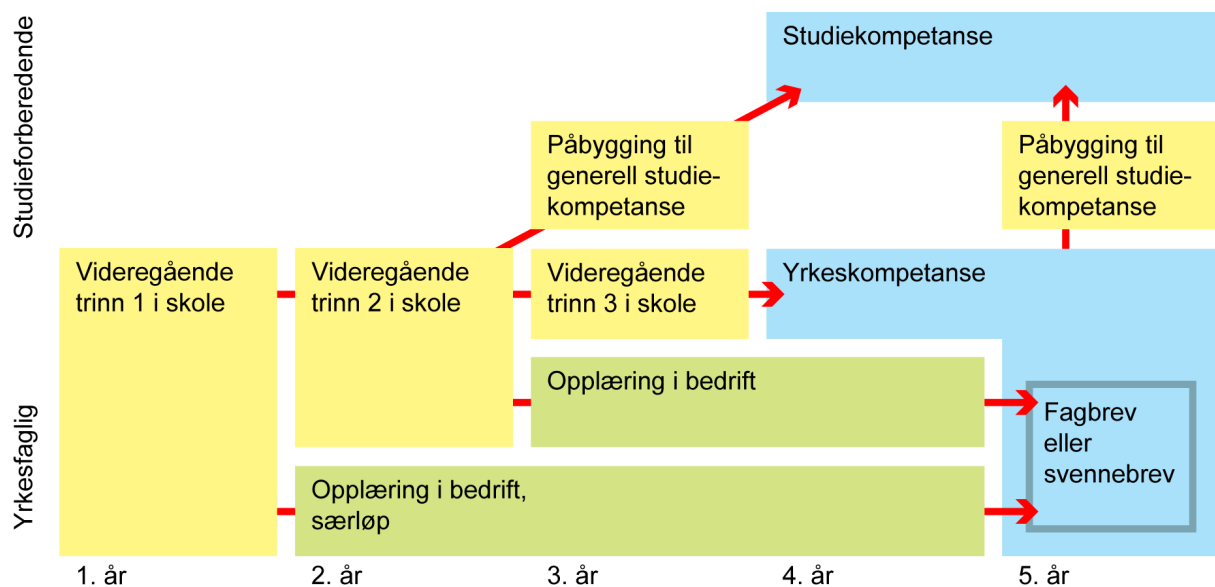 Studieforberedende
Yrkesfaglig
Studiekompetanse
Påbygging til
generell studie-
kompetanse
Påbygging til
generell studie-
kompetanse
Videregående
trinn 1 i skole
Videregående
trinn 2 i skole
Videregående
trinn 3 i skole
Yrkeskompetanse
Opplæring i bedrift
Fagbrev
eller
svennebrev
Opplæring i bedrift,
særløp
1. år
2. år
3. år
4. år
5. år